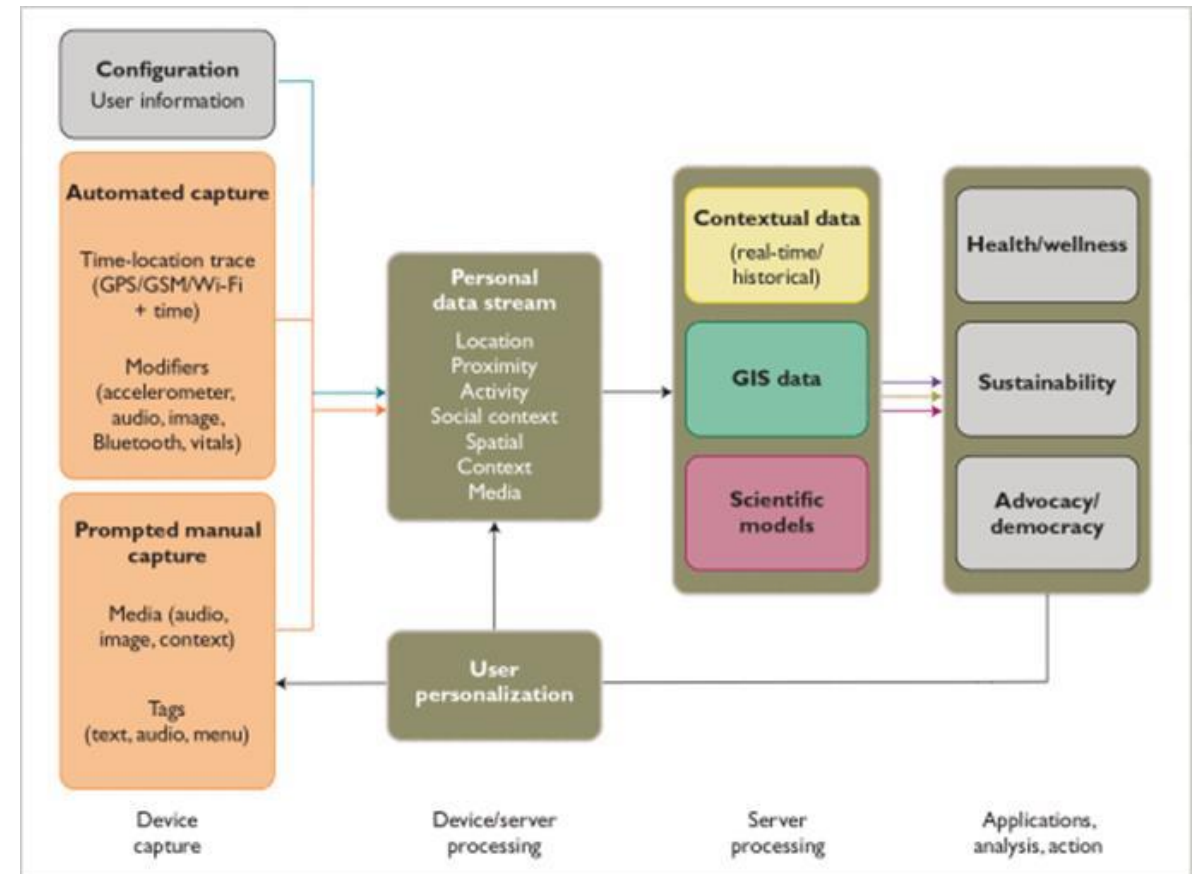 Configuration
User information
Automated capture
Time-location trace
(GPS/GSM/Wi-Fi
+ time)
Modifiers
(accelerometer,
audio, image,
Bluetooth, vitals)
Prompted manual
capture
Media (audio,
image, context)
Tags
(text, audio, menu)
Device
capture
Personal
data stream
Location
Proximity
Activity
Social context
Spatial
Context
Media
User
personalization
Device/server
processing
Contextual data
(real-time/
historical)
GIS data
Scientific
models
Server
processing
Health/wellness
Sustainability
Advocacy/
democracy
Applications,
analysis, action